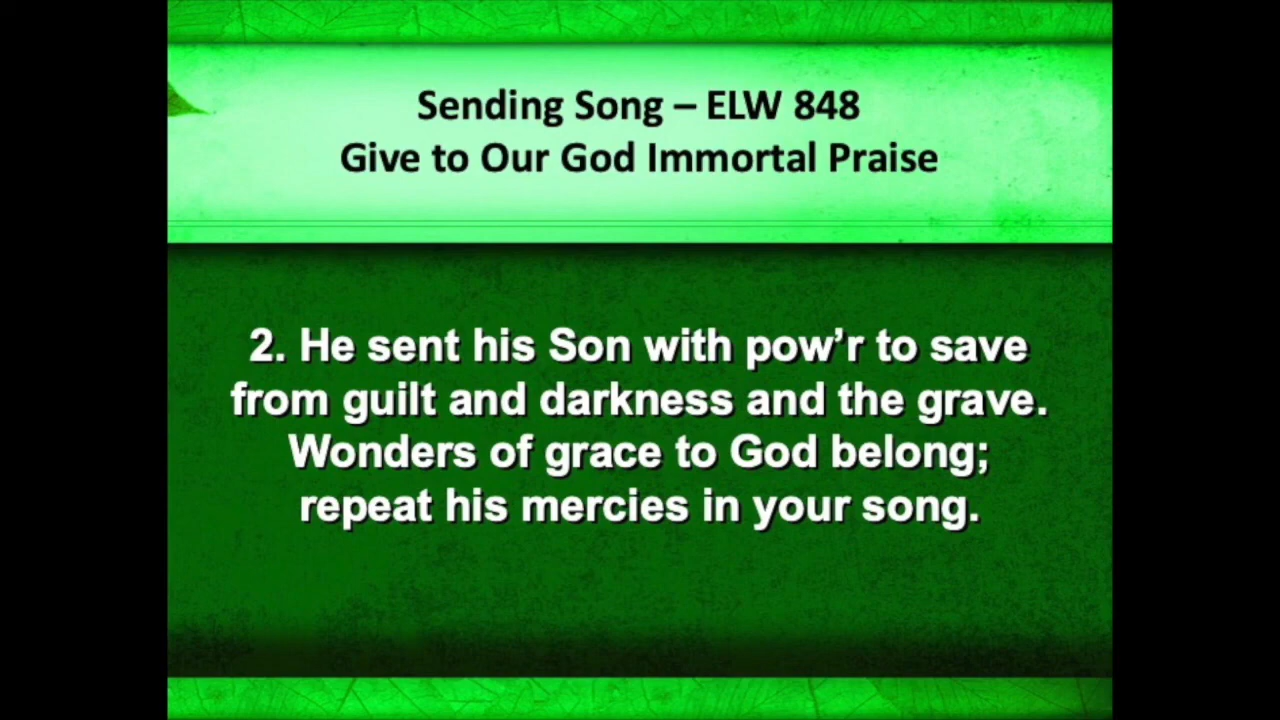 Sending Song – ELW 848
Give to Our God Immortal Praise
2. He sent his Son with pow’r to save
from guilt and darkness and the grave.
Wonders of grace to God belong;
repeat his mercies in your song.